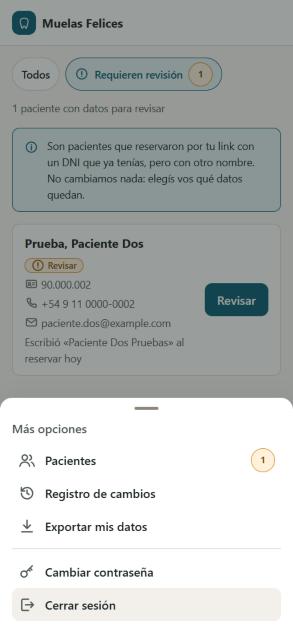 Muelas Felices
Todos
Requieren revisión 1
1 paciente con datos para revisar
Son pacientes que reservaron por tu link con
un DNI que ya tenías, pero con otro nombre.
No cambiamos nada: elegís vos qué datos
quedan.
Prueba, Paciente Dos
Revisar
90.000.002
+54 9 11 0000-0002
paciente.dos@example.com
Escribió «Paciente Dos Pruebas» al
reservar hoy
Revisar
Más opciones
Pacientes 1
Registro de cambios
Exportar mis datos
Cambiar contraseña
Cerrar sesión